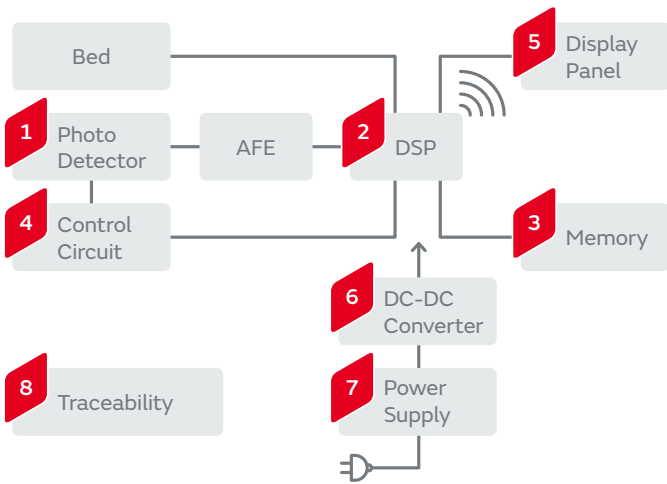 Bed
5
Display
Panel
1
Photo
Detector
AFE
2
DSP
4
Control
Circuit
3
Memory
6
DC-DC
Converter
8
Traceability
7
Power
Supply